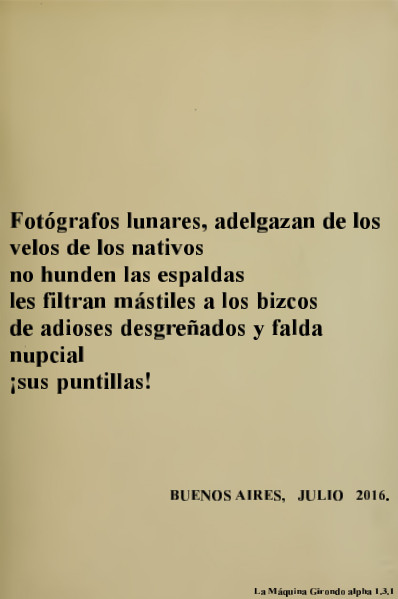 Fotógrafos lunares, adelgazan de los
velos de los nativos
no hunden las espaldas
les filtran mástiles a los bizcos
de adioses desgreñados y falda
nupcial
¡sus puntillas!
BUENOS AIRES, JULIO 2016.
La Máquina Girondo alpha 1,3,1